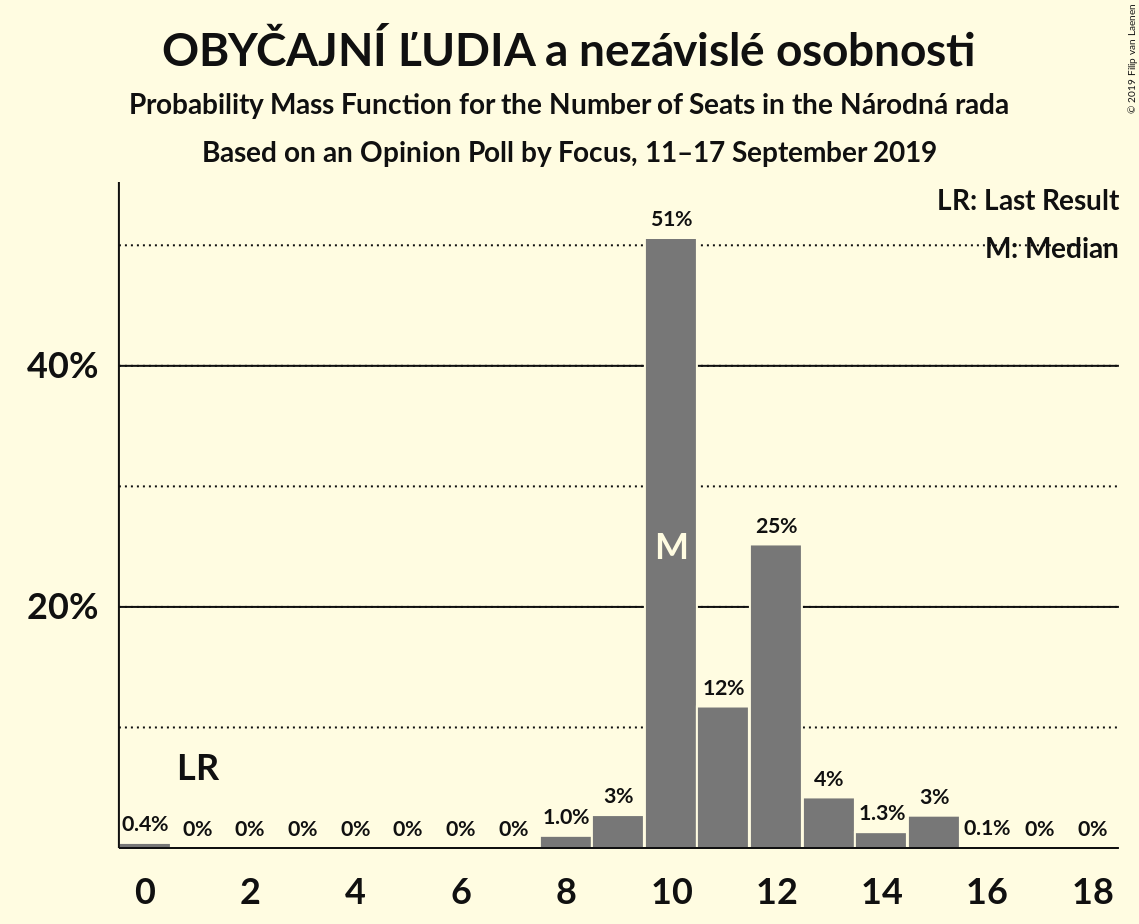 OBYČAJNÍ ĽUDIA a nezávislé osobnosti
Probability Mass Function for the Number of Seats in the Národná rada
Based on an Opinion Poll by Focus, 11–17 September 2019
© 2019 Filip van Laenen
LR: Last Result
M: Median
51%
40%
M
25%
20%
12%
LR
0.4% 0% 0% 0% 0% 0% 0% 0% 1.0% 3% 4% 1.3% 3% 0.1% 0% 0%
0 2 4 6 8 10 12 14 16 18